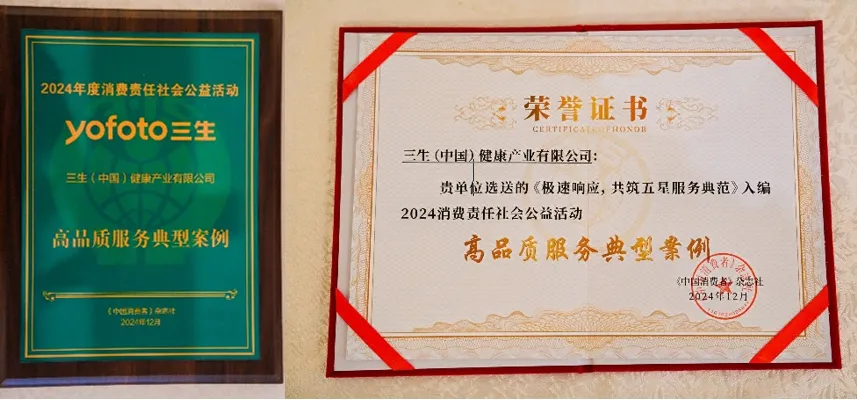 2024年度消费责任社会公益活动
yofoto三生
三生（中国）健康产业有限公司
高品质服务典型案例
《中国消费者》杂志社
2024年12月
荣誉证书
CERTIFICATE OF HONOR
三生（中国）健康产业有限公司：
贵单位选送的《极速响应，共筑五星服务典范》入编
2024消费责任社会公益活动
高品质服务典型案例
《中国消费者》杂志社
2024年12月